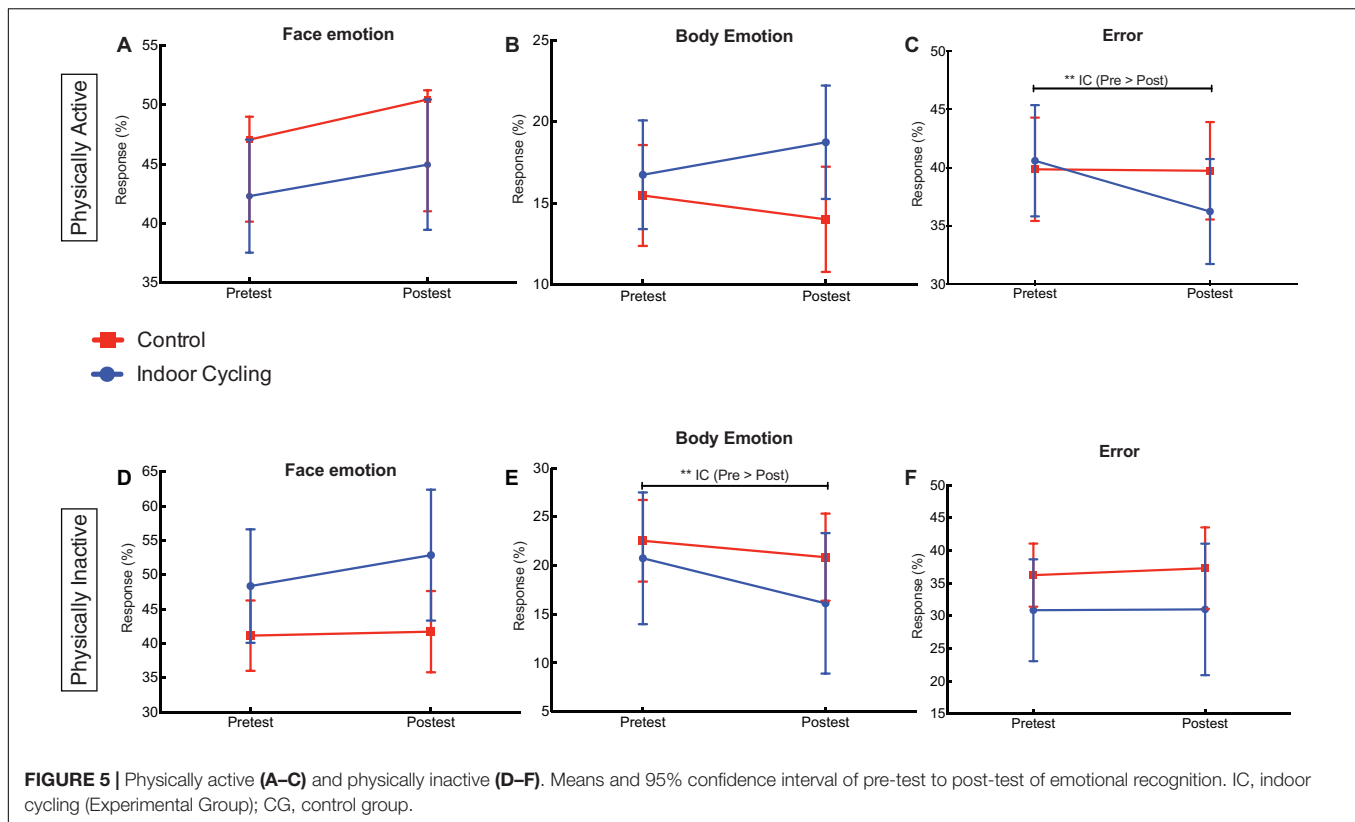 Physically Active
A
Face emotion
55
50
45
40
35
Response (%)
Pretest
Postest
B
Body Emotion
25
20
15
10
Response (%)
Pretest
Postest
C
Error
** IC (Pre > Post)
50
45
40
35
30
Response (%)
Pretest
Postest
Control
Indoor Cycling
Physically Inactive
D
Face emotion
65
60
55
50
45
40
35
30
Response (%)
Pretest
Postest
E
Body Emotion
** IC (Pre > Post)
30
25
20
15
10
5
Response (%)
Pretest
Postest
F
Error
50
45
40
35
30
25
20
15
Response (%)
Pretest
Postest
FIGURE 5 | Physically active (A–C) and physically inactive (D–F). Means and 95% confidence interval of pre-test to post-test of emotional recognition. IC, indoor
cycling (Experimental Group); CG, control group.